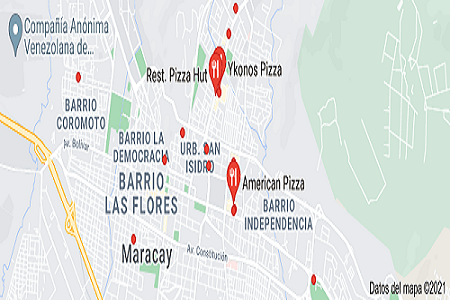 Compañía Anónima
Venezolana de...
Rest. Pizza Hut
Ykonos Pizza
BARRIO
COROMOTO
Av. Bolívar
BARRIO LA
DEMOCRACIA
URB. SAN
ISIDRO
BARRIO
LAS FLORES
American Pizza
BARRIO
INDEPENDENCIA
Maracay
Av. Constitución
Datos del mapa ©2021